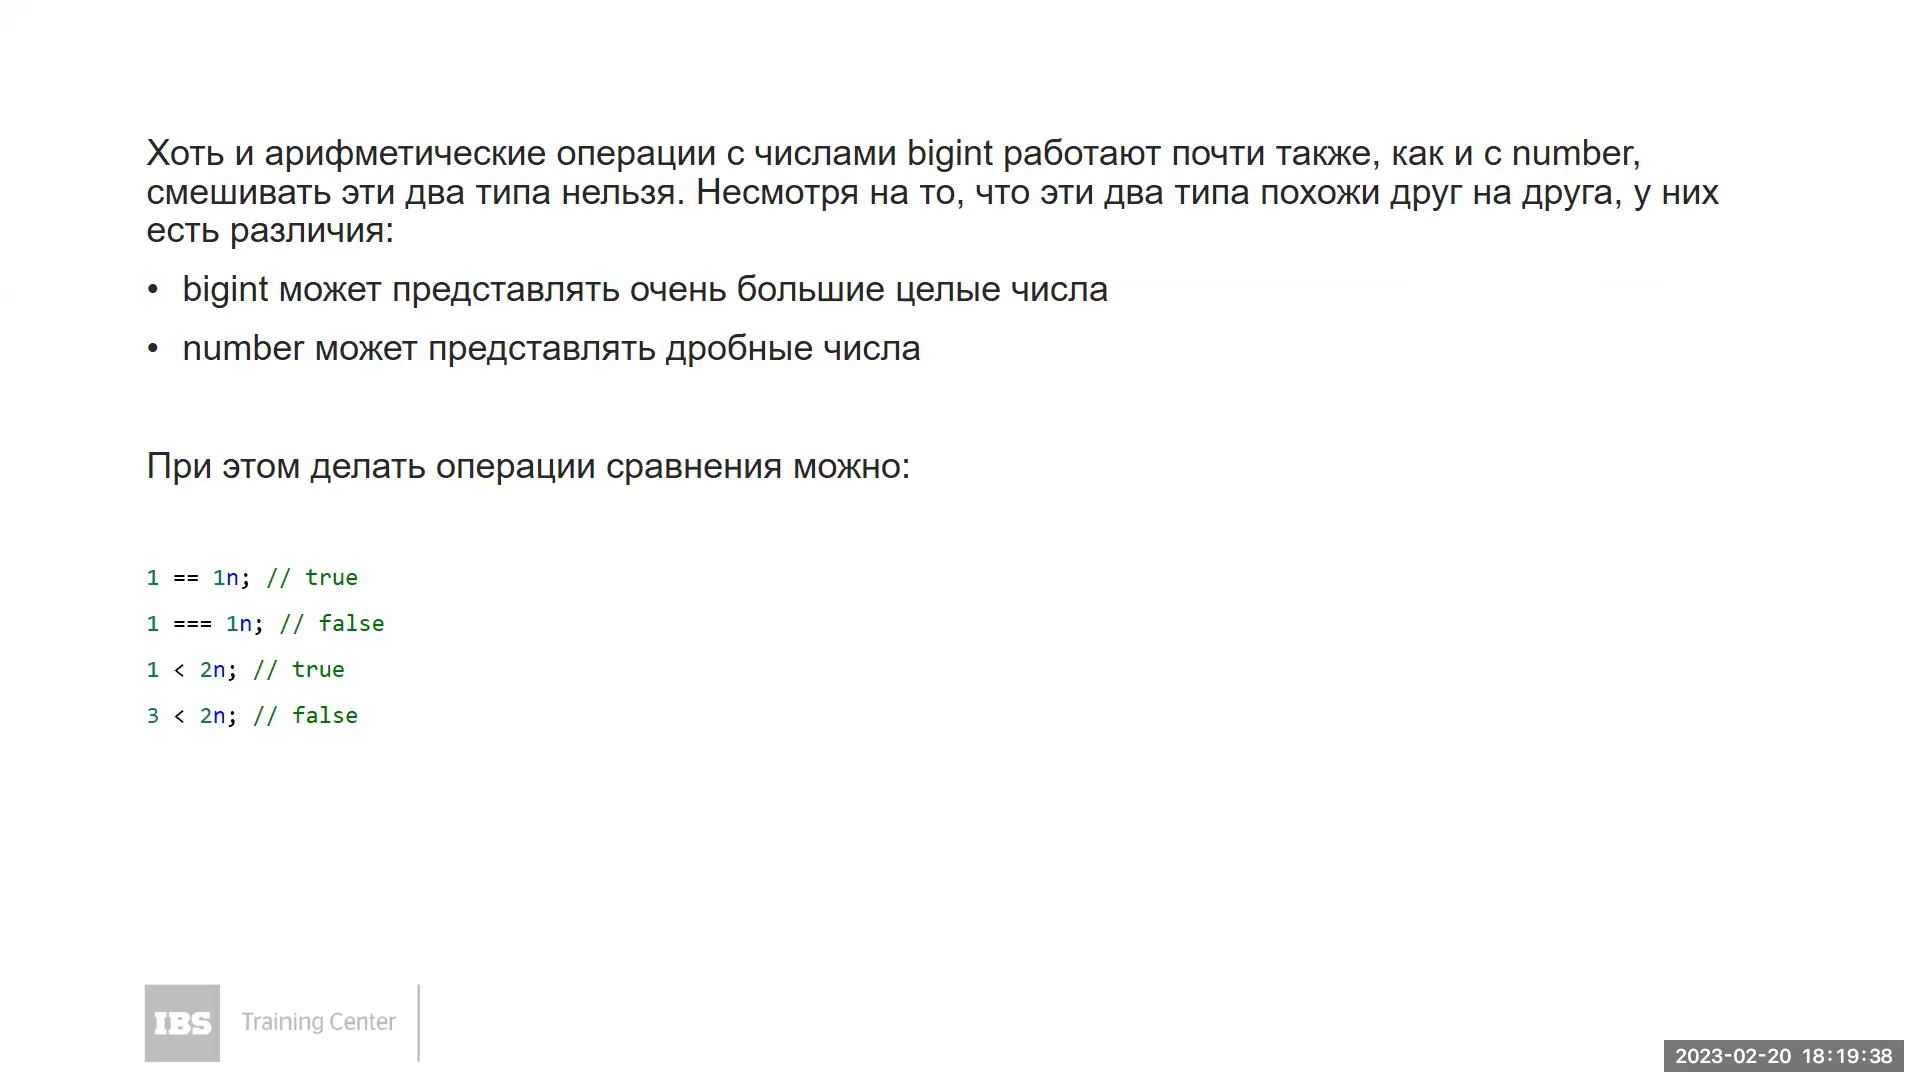 Хоть и арифметические операции с числами bigint работают почти также, как и с number,
смешивать эти два типа нельзя. Несмотря на то, что эти два типа похожи друг на друга, у них
есть различия:
• bigint может представлять очень большие целые числа
• number может представлять дробные числа
При этом делать операции сравнения можно:
1 == 1n; // true
1 === 1n; // false
1 < 2n; // true
3 < 2n; // false
IBS Training Center
2023-02-20 18:19:38